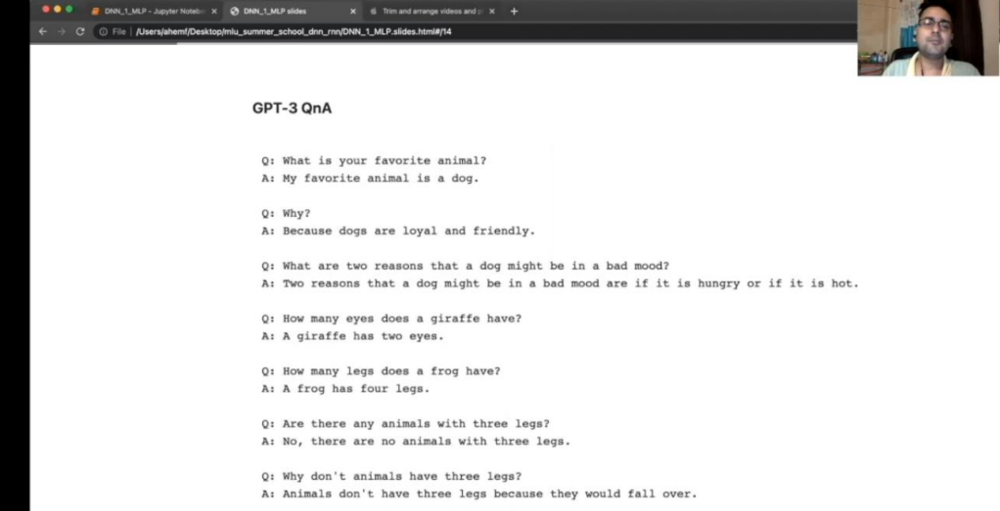 DNN_1_MLP - Jupyter Notebo
DNN_1_MLP slides
Trim and arrange videos and p
File | /Users/ahemf/Desktop/mlu_summer_school_dnn_rnn/DNN_1_MLP.slides.html#/14
GPT-3 QnA
Q: What is your favorite animal?
A: My favorite animal is a dog.
Q: Why?
A: Because dogs are loyal and friendly.
Q: What are two reasons that a dog might be in a bad mood?
A: Two reasons that a dog might be in a bad mood are if it is hungry or if it is hot.
Q: How many eyes does a giraffe have?
A: A giraffe has two eyes.
Q: How many legs does a frog have?
A: A frog has four legs.
Q: Are there any animals with three legs?
A: No, there are no animals with three legs.
Q: Why don't animals have three legs?
A: Animals don't have three legs because they would fall over.